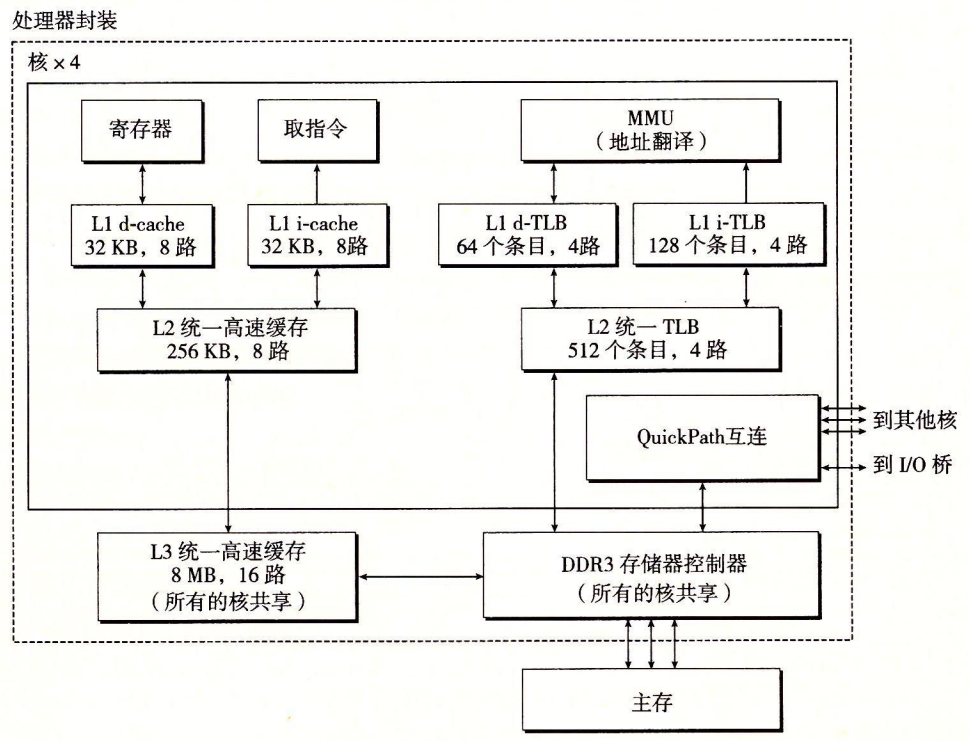 处理器封装
核×4
寄存器
取指令
MMU
（地址翻译）
L1 d-cache
32 KB，8 路
L1 i-cache
32 KB，8路
L1 d-TLB
64 个条目，4路
L1 i-TLB
128 个条目，4 路
L2 统一高速缓存
256 KB，8 路
L2 统一 TLB
512 个条目，4 路
QuickPath互连
到其他核
到 I/O 桥
L3 统一高速缓存
8 MB，16 路
（所有的核共享）
DDR3 存储器控制器
（所有的核共享）
主存